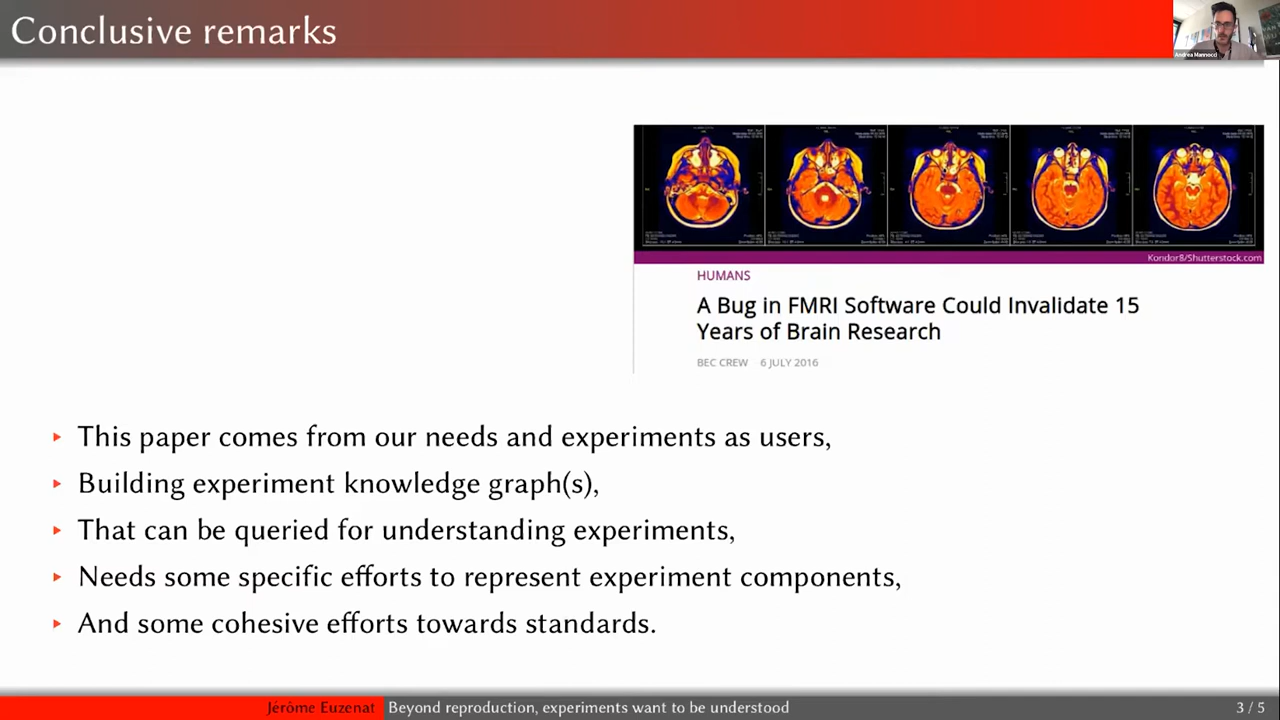 Conclusive remarks
Andrea Mannocci
Kondor8/Shutterstock.com
HUMANS
A Bug in FMRI Software Could Invalidate 15
Years of Brain Research
BEC CREW 6 JULY 2016
▸ This paper comes from our needs and experiments as users,
▸ Building experiment knowledge graph(s),
▸ That can be queried for understanding experiments,
▸ Needs some specific efforts to represent experiment components,
▸ And some cohesive efforts towards standards.
Jérôme Euzenat Beyond reproduction, experiments want to be understood 3 / 5